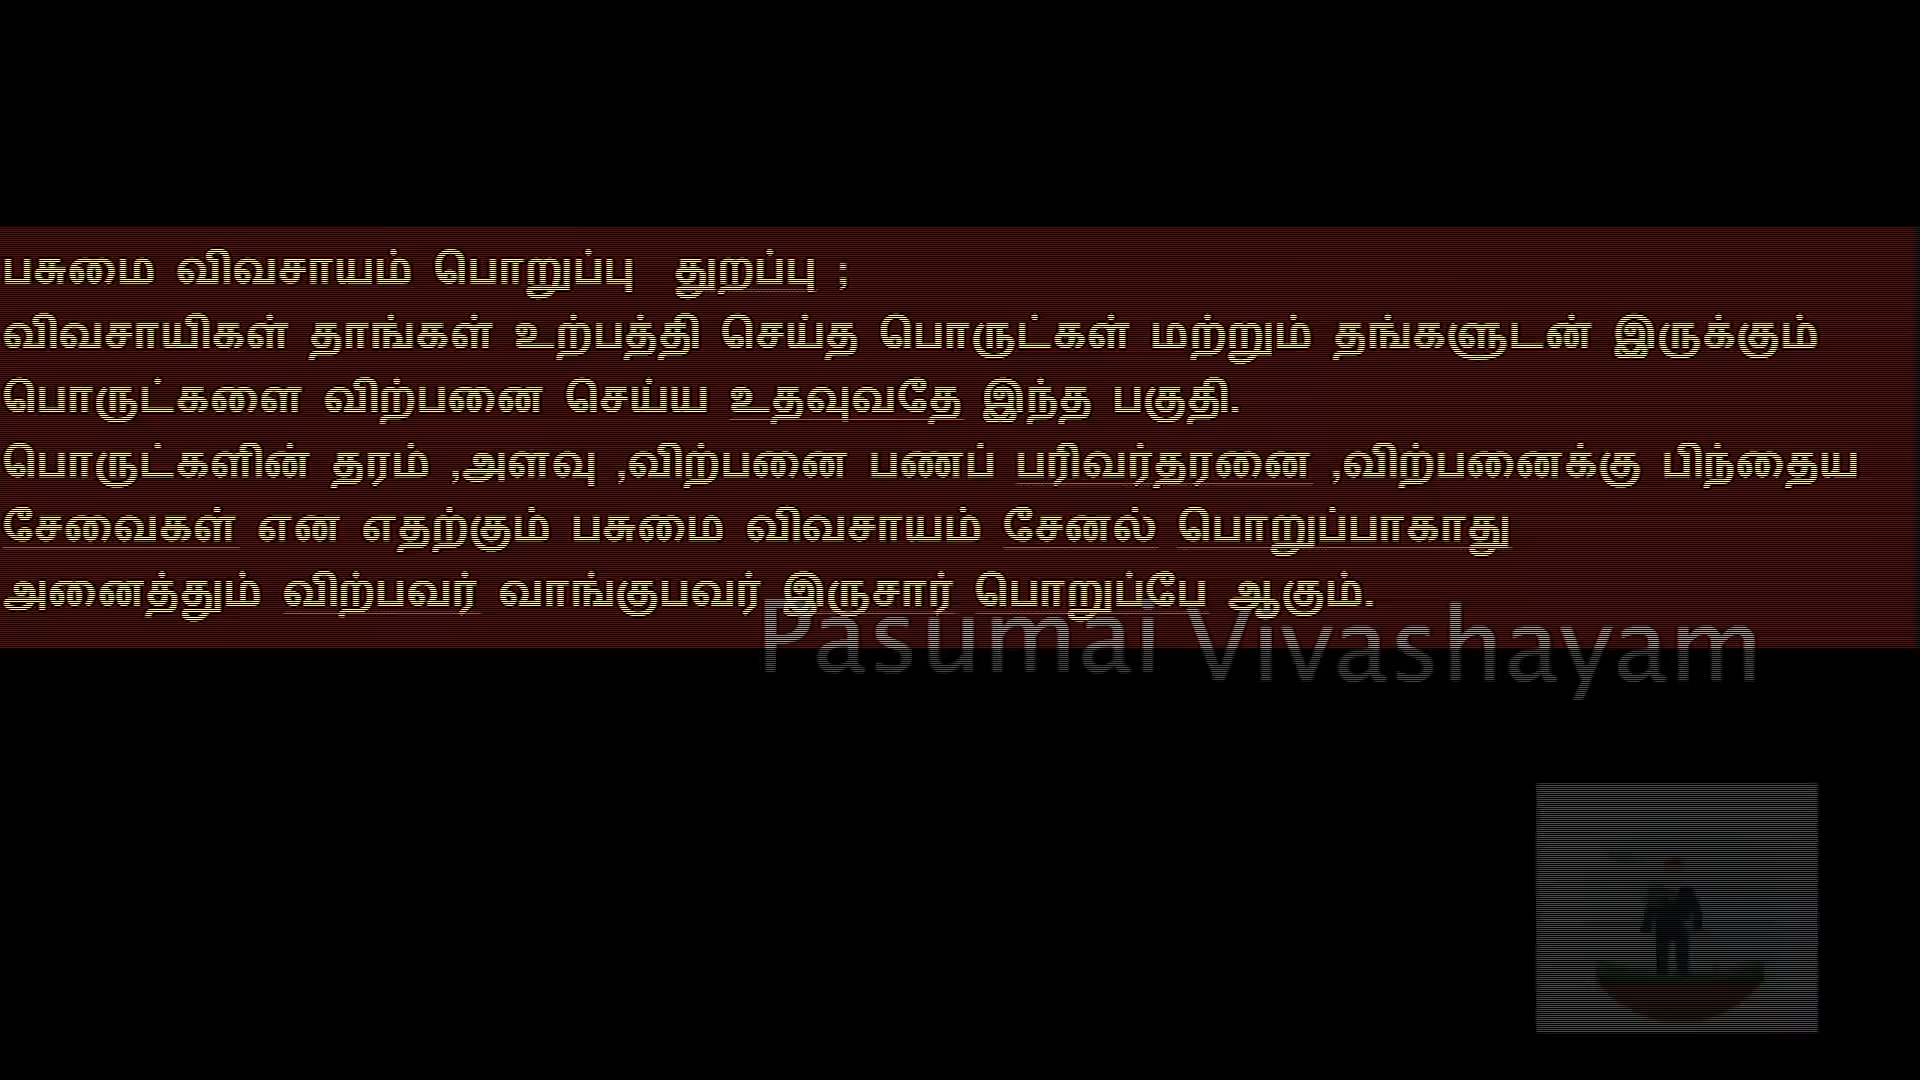 பசுமை விவசாயம் பொறுப்பு துறப்பு ;
விவசாயிகள் தாங்கள் உற்பத்தி செய்த பொருட்கள் மற்றும் தங்களுடன் இருக்கும்
பொருட்களை விற்பனை செய்ய உதவுவதே இந்த பகுதி.
பொருட்களின் தரம் ,அளவு ,விற்பனை பணப் பரிவர்தரனை ,விற்பனைக்கு பிந்தைய
சேவைகள் என எதற்கும் பசுமை விவசாயம் சேனல் பொறுப்பாகாது
அனைத்தும் விற்பவர் வாங்குபவர் இருசார் பொறுப்பே ஆகும்.
Pasumai Vivashayam